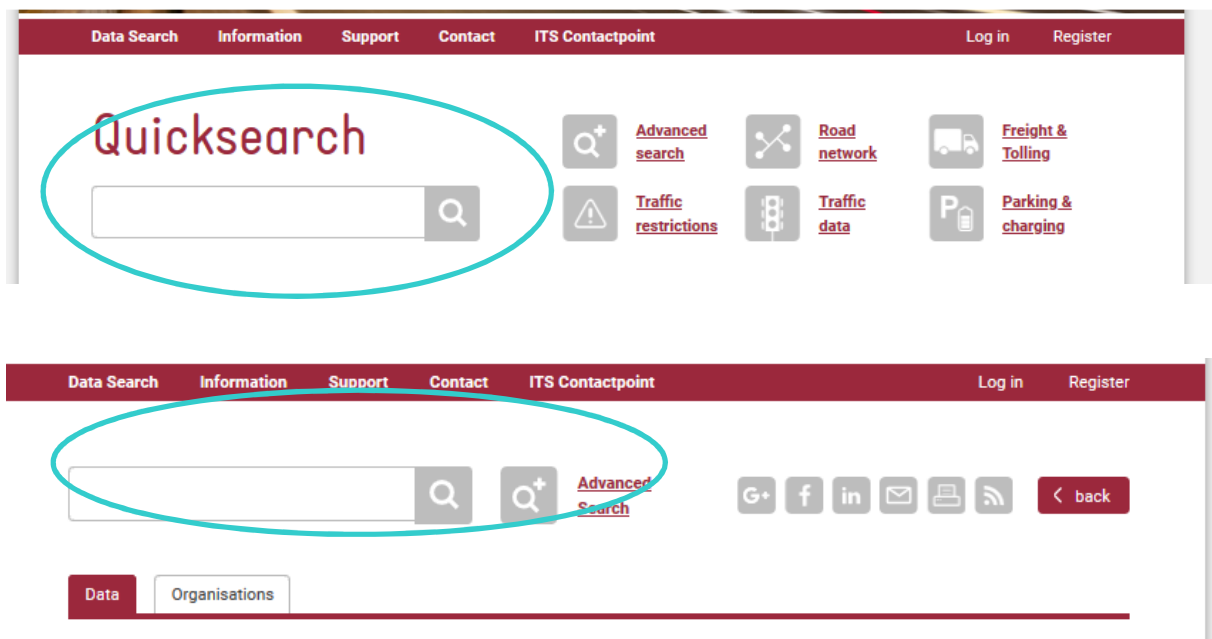 Data Search Information Support Contact ITS Contactpoint Log in Register
Quicksearch
Advanced search
Road network
Freight & Tolling
Traffic restrictions
Traffic data
P
Parking & charging
Data Search Information Support Contact ITS Contactpoint Log in Register
Advanced Search
G+ f in
< back
Data Organisations